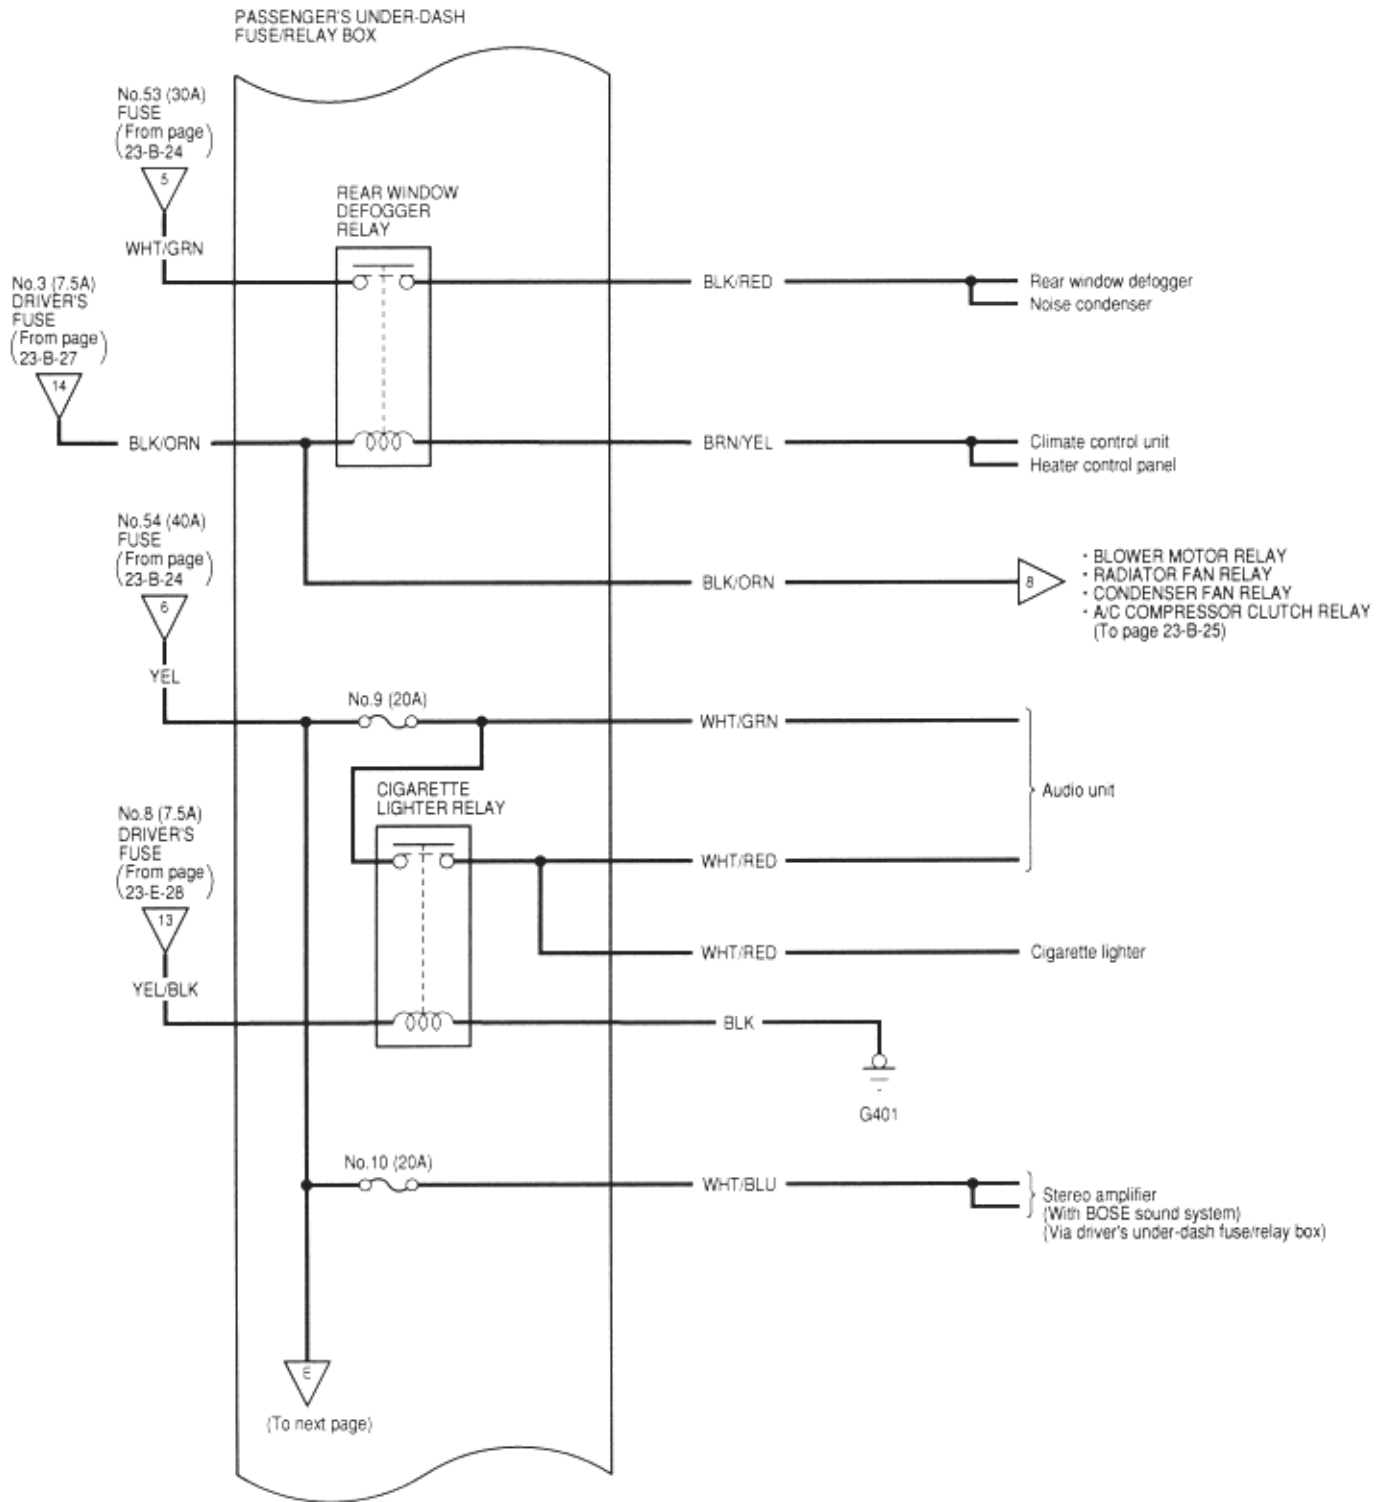 PASSENGER'S UNDER-DASH
FUSE/RELAY BOX
No.53 (30A)
FUSE
(From page
23-B-24)
5
WHT/GRN
REAR WINDOW
DEFOGGER
RELAY
No.3 (7.5A)
DRIVER'S
FUSE
(From page
23-B-27)
14
BLK/RED
Rear window defogger
Noise condenser
BLK/ORN
BRN/YEL
Climate control unit
Heater control panel
No.54 (40A)
FUSE
(From page
23-B-24)
6
YEL
BLK/ORN
8
· BLOWER MOTOR RELAY
· RADIATOR FAN RELAY
· CONDENSER FAN RELAY
· A/C COMPRESSOR CLUTCH RELAY
(To page 23-B-25)
No.9 (20A)
WHT/GRN
Audio unit
CIGARETTE
LIGHTER RELAY
No.8 (7.5A)
DRIVER'S
FUSE
(From page
23-E-28)
13
YEL/BLK
WHT/RED
WHT/RED
Cigarette lighter
BLK
G401
No.10 (20A)
WHT/BLU
Stereo amplifier
(With BOSE sound system)
(Via driver's under-dash fuse/relay box)
E
(To next page)